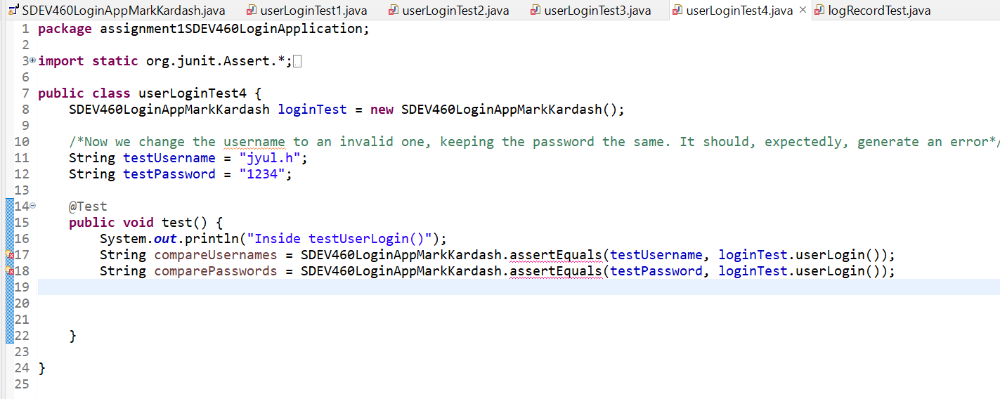 SDEV460LoginAppMarkKardash.java userLoginTest1.java userLoginTest2.java userLoginTest3.java userLoginTest4.java logRecordTest.java
1 package assignment1SDEV460LoginApplication;
2
3 import static org.junit.Assert.*;
6
7 public class userLoginTest4 {
8 SDEV460LoginAppMarkKardash loginTest = new SDEV460LoginAppMarkKardash();
9
10 /*Now we change the username to an invalid one, keeping the password the same. It should, expectedly, generate an error*/
11 String testUsername = "jyul.h";
12 String testPassword = "1234";
13
14 @Test
15 public void test() {
16 System.out.println("Inside testUserLogin()");
17 String compareUsernames = SDEV460LoginAppMarkKardash.assertEquals(testUsername, loginTest.userLogin());
18 String comparePasswords = SDEV460LoginAppMarkKardash.assertEquals(testPassword, loginTest.userLogin());
19
20
21
22 }
23
24 }
25